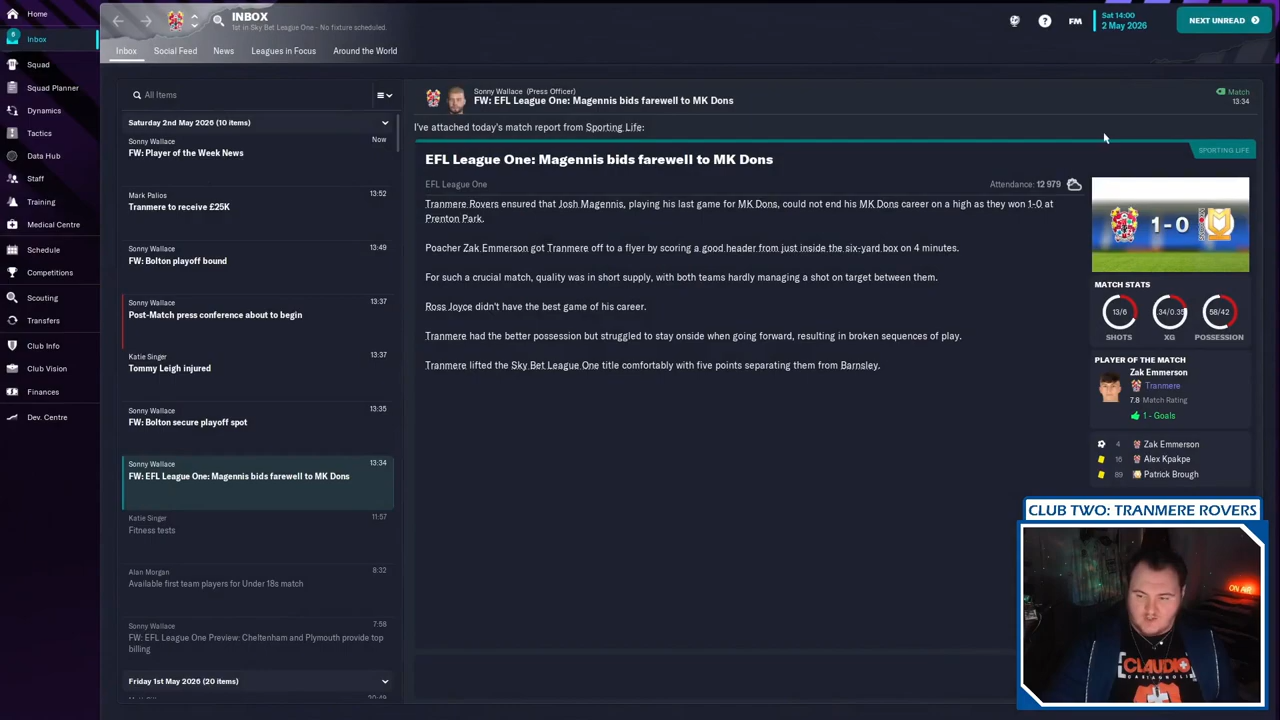 Home
6
Inbox
Squad
Squad Planner
Dynamics
Tactics
Data Hub
Staff
Training
Medical Centre
Schedule
Competitions
Scouting
Transfers
Club Info
Club Vision
Finances
Dev. Centre
INBOX
1st in Sky Bet League One - No fixture scheduled.
?
FM
Sat 14:00
2 May 2026
NEXT UNREAD
Inbox Social Feed News Leagues in Focus Around the World
All Items
Saturday 2nd May 2026 (10 items)
Sonny Wallace Now
FW: Player of the Week News
Mark Palios 13:52
Tranmere to receive £25K
Sonny Wallace 13:49
FW: Bolton playoff bound
Sonny Wallace 13:37
Post-Match press conference about to begin
Katie Singer 13:37
Tommy Leigh injured
Sonny Wallace 13:35
FW: Bolton secure playoff spot
Sonny Wallace 13:34
FW: EFL League One: Magennis bids farewell to MK Dons
Katie Singer 11:57
Fitness tests
Alan Morgan 8:32
Available first team players for Under 18s match
Sonny Wallace 7:58
FW: EFL League One Preview: Cheltenham and Plymouth provide top
billing
Friday 1st May 2026 (20 items)
20:49
Sonny Wallace (Press Officer)
FW: EFL League One: Magennis bids farewell to MK Dons
Match
13:34
I've attached today's match report from Sporting Life:
SPORTING LIFE
EFL League One: Magennis bids farewell to MK Dons
EFL League One
Attendance: 12 979
Tranmere Rovers ensured that Josh Magennis, playing his last game for MK Dons, could not end his MK Dons career on a high as they won 1-0 at
Prenton Park.
Poacher Zak Emmerson got Tranmere off to a flyer by scoring a good header from just inside the six-yard box on 4 minutes.
For such a crucial match, quality was in short supply, with both teams hardly managing a shot on target between them.
Ross Joyce didn't have the best game of his career.
Tranmere had the better possession but struggled to stay onside when going forward, resulting in broken sequences of play.
Tranmere lifted the Sky Bet League One title comfortably with five points separating them from Barnsley.
1-0
MATCH STATS
13/6 .34/0.35 58/42
SHOTS XG POSSESSION
PLAYER OF THE MATCH
Zak Emmerson
Tranmere
7.8 Match Rating
1 - Goals
4 Zak Emmerson
16 Alex Kpakpe
89 Patrick Brough
CLUB TWO: TRANMERE ROVERS
ON AIR
CLAUDIO
CASTAGNOLI